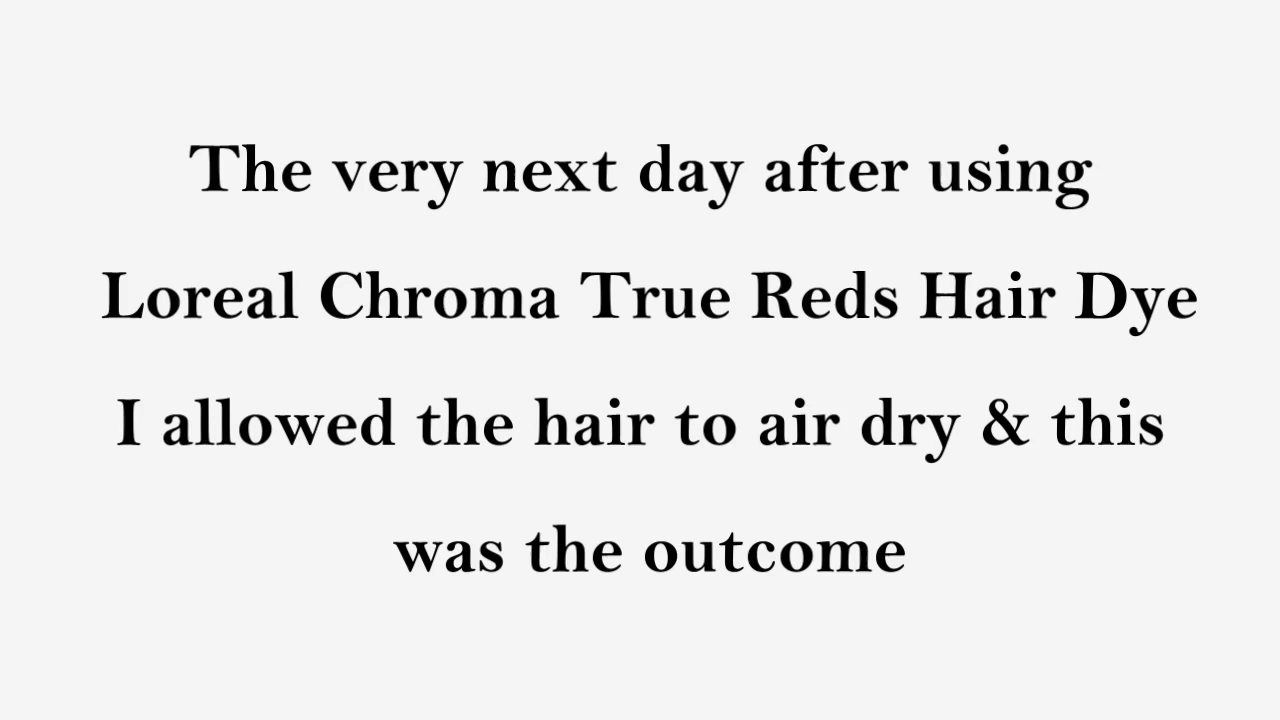 The very next day after using
Loreal Chroma True Reds Hair Dye
I allowed the hair to air dry & this
was the outcome